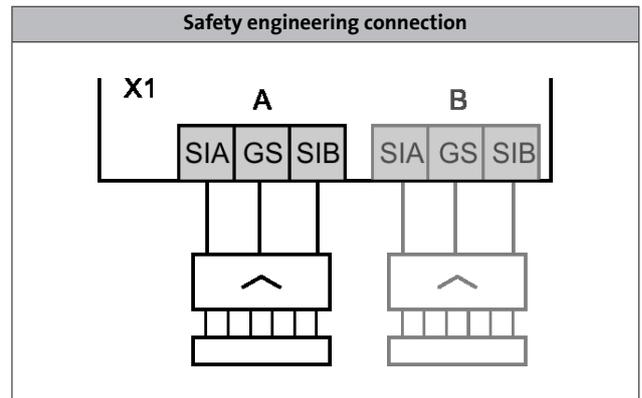 Safety engineering connection
X1
A B
SIA GS SIB SIA GS SIB